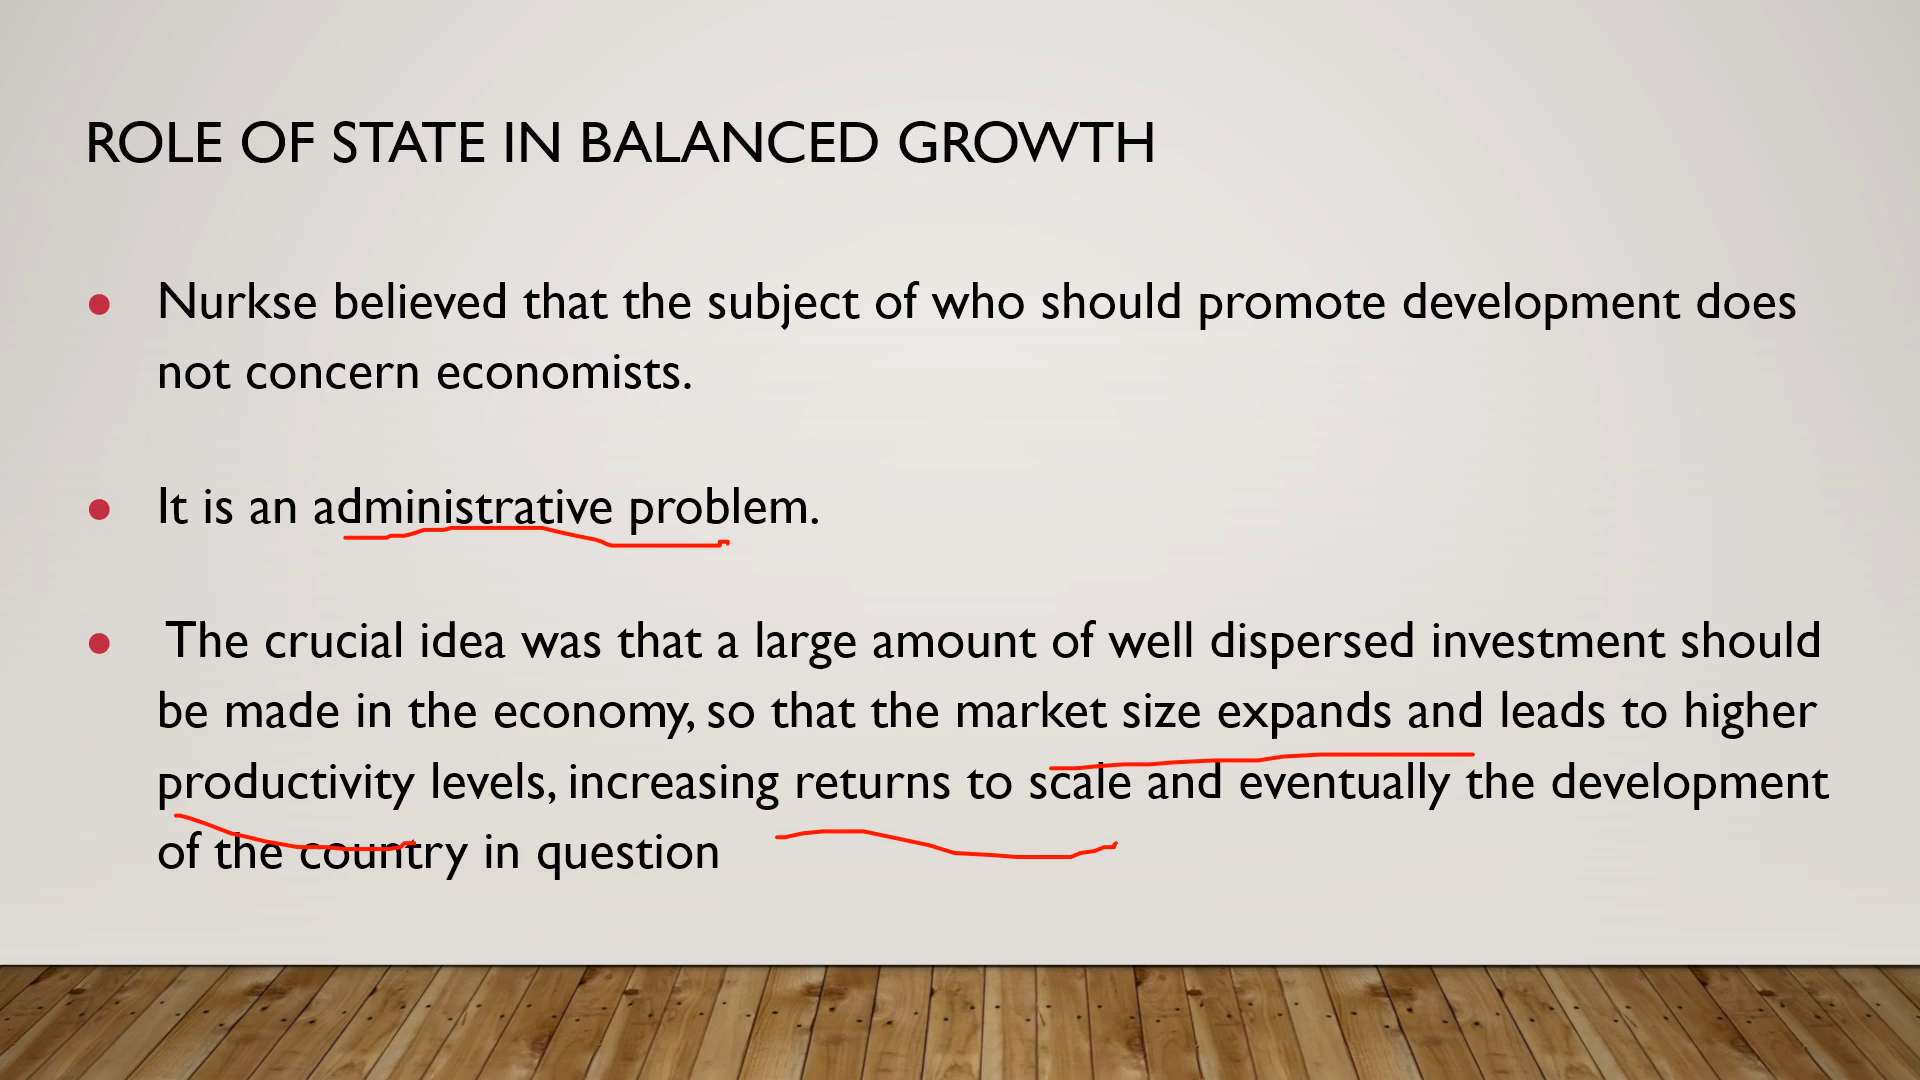 ROLE OF STATE IN BALANCED GROWTH
● Nurkse believed that the subject of who should promote development does
not concern economists.
● It is an administrative problem.
● The crucial idea was that a large amount of well dispersed investment should
be made in the economy, so that the market size expands and leads to higher
productivity levels, increasing returns to scale and eventually the development
of the country in question